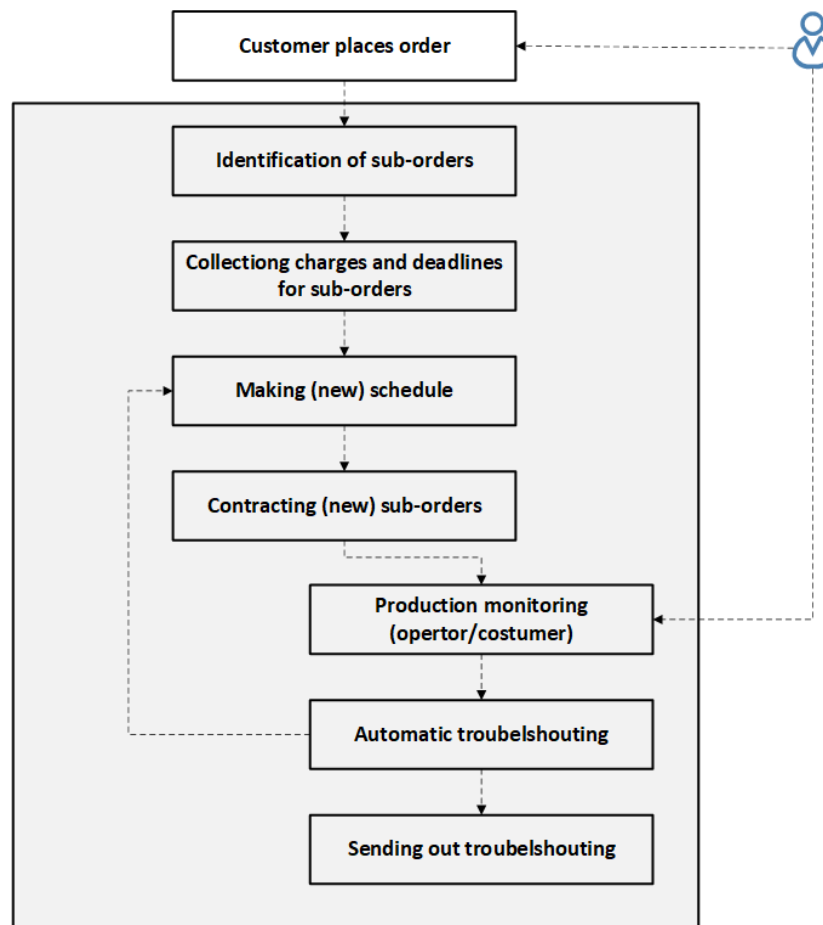 Customer places order
Identification of sub-orders
Collectiong charges and deadlines
for sub-orders
Making (new) schedule
Contracting (new) sub-orders
Production monitoring
(opertor/costumer)
Automatic troubelshouting
Sending out troubelshouting